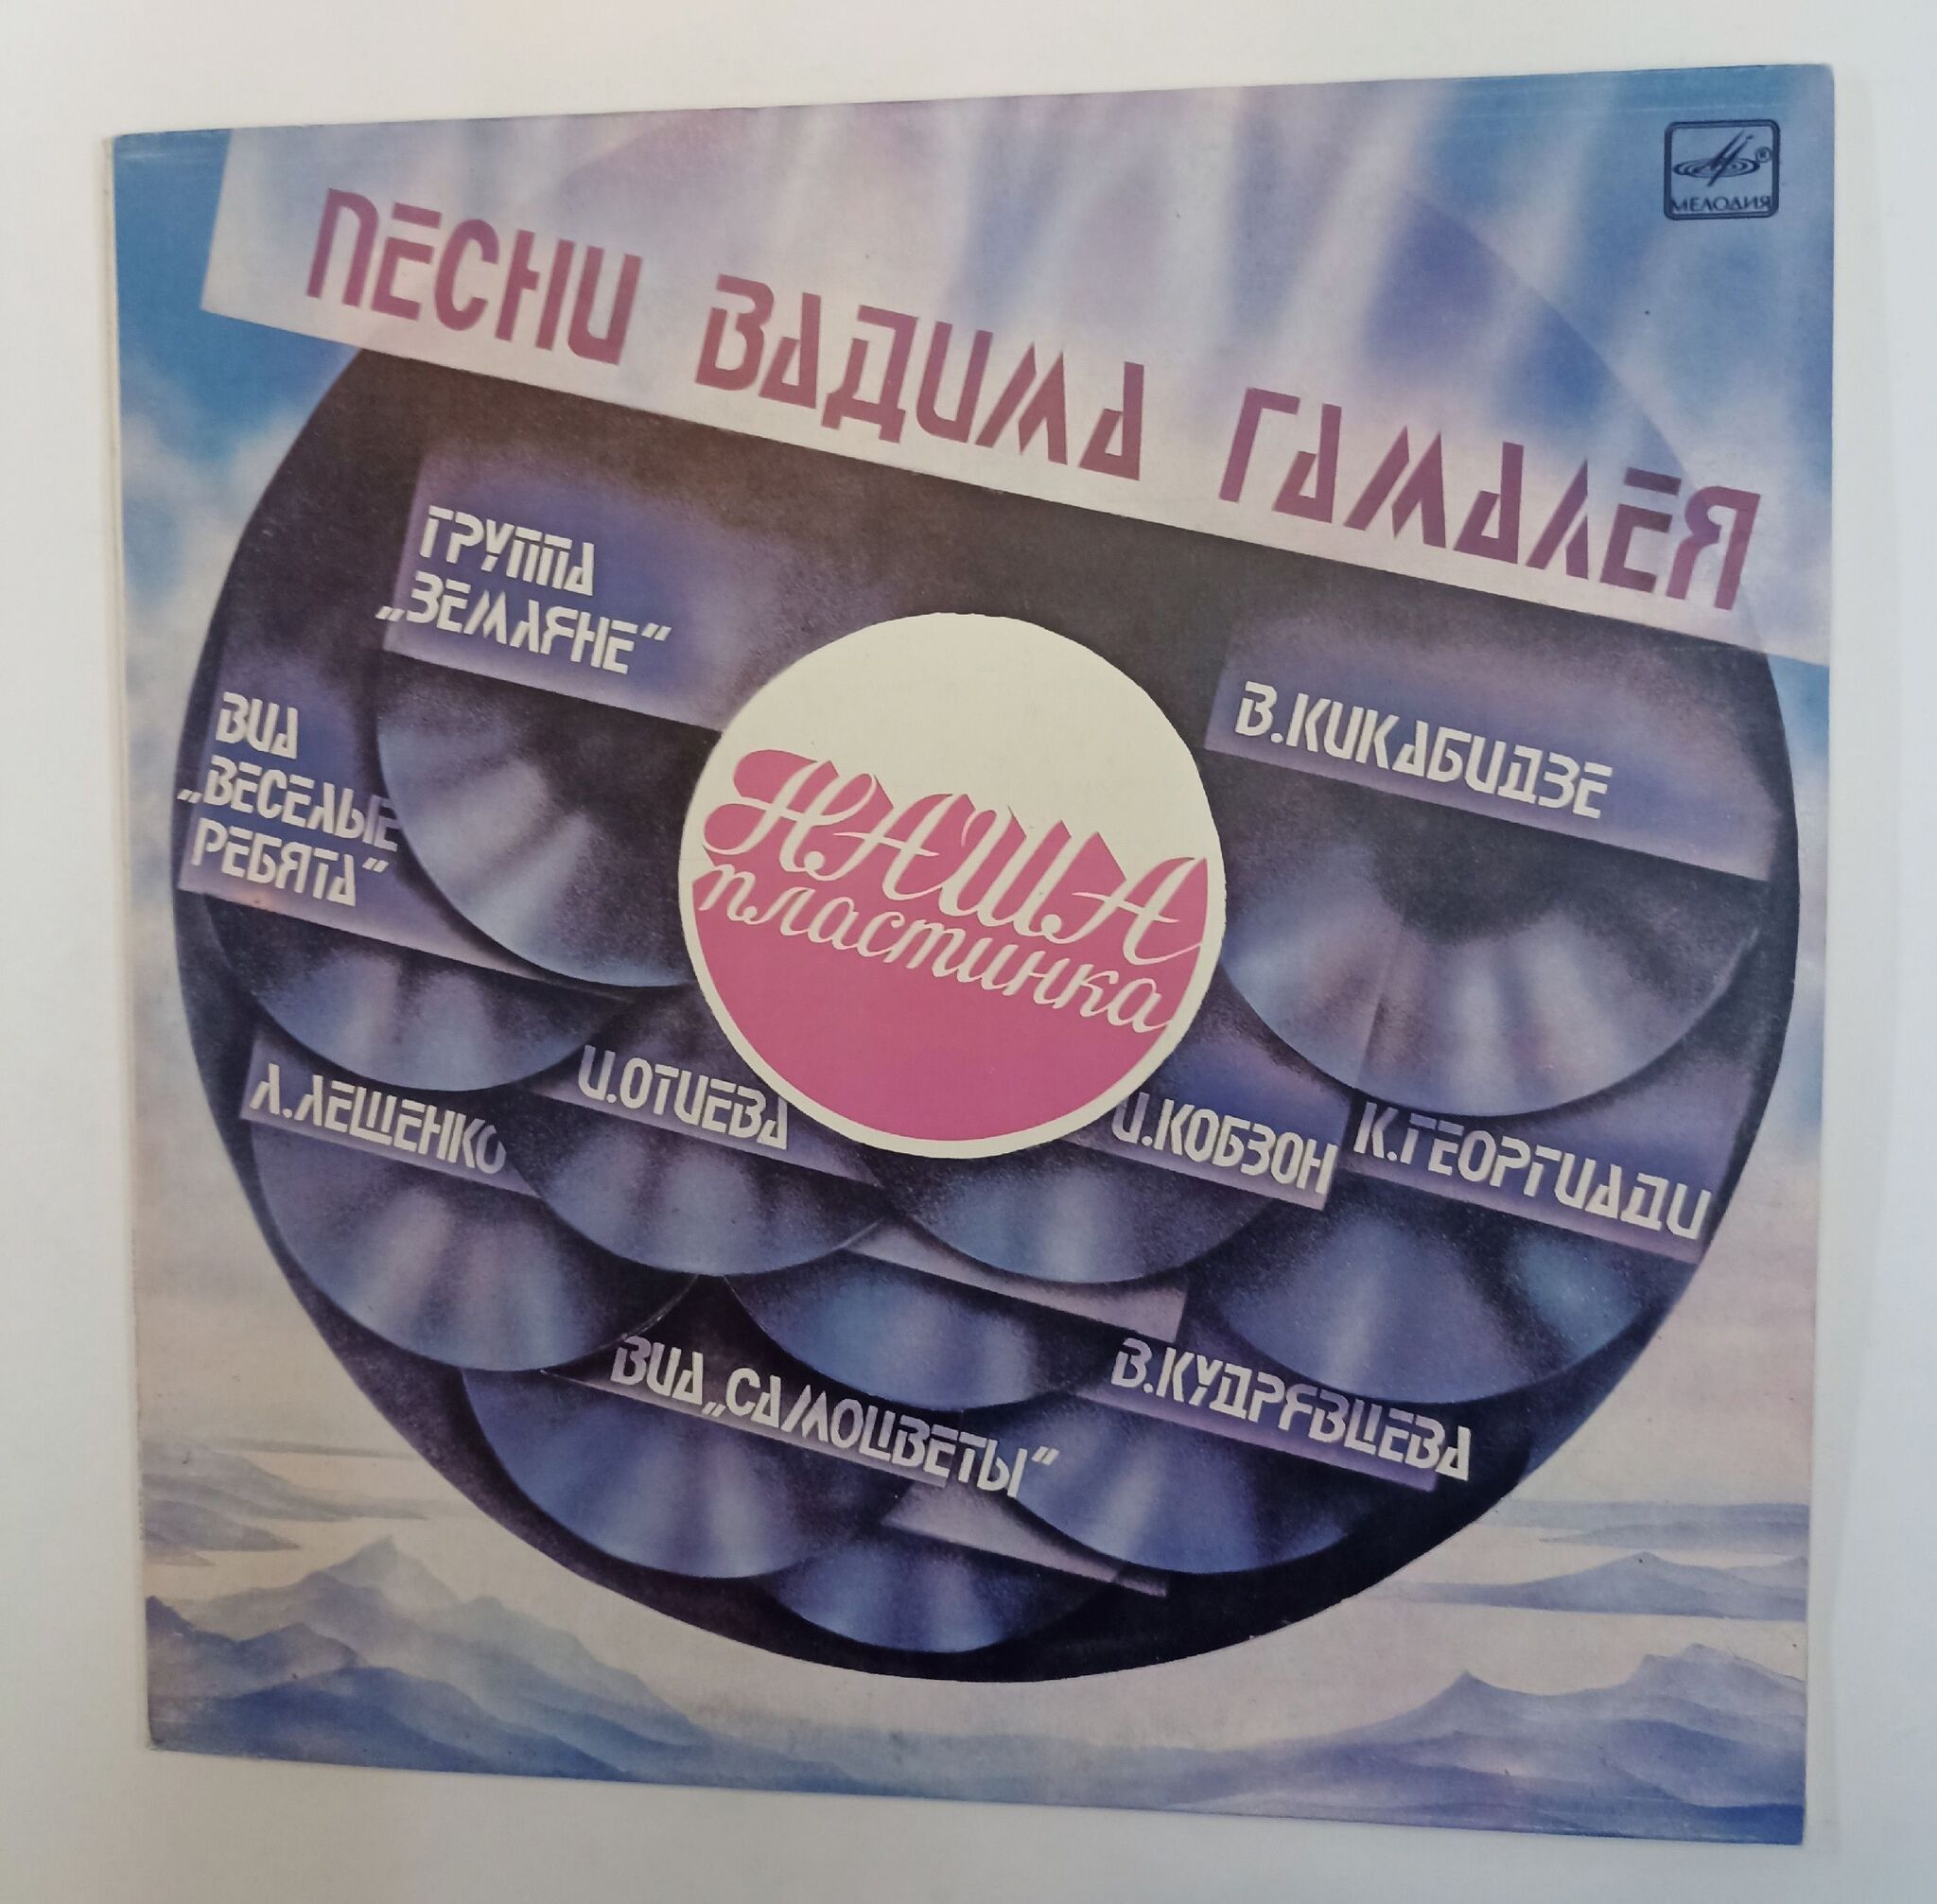 МЕЛОДИЯ
ПЕСНИ ВАДИМА ГАМАЛЕЯ
ГРУППА
„ЗЕМЛЯНЕ“
В.КИКАБИДЗЕ
ВИА
„ВЕСЕЛЫЕ
РЕБЯТА“
НАША
пластинка
Л.ЛЕЩЕНКО
И.ОТИЕВА
И.КОБЗОН
К.ГЕОРГИАДИ
ВИА „САМОЦВЕТЫ“
В.КУДРЯВЦЕВА